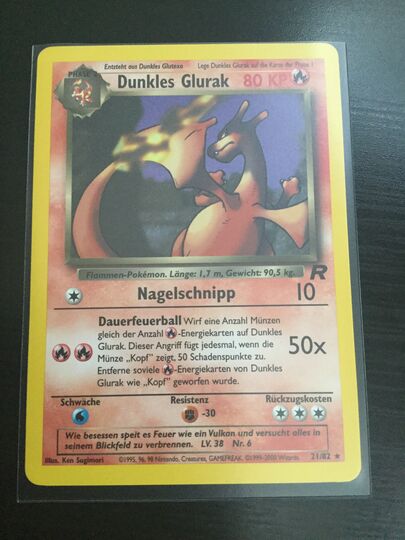 Entsteht aus Dunkles Glutexo Lege Dunkles Glurak auf die Karte der Phase 1
PHASE 2
Dunkles Glurak 80 KP
Flammen-Pokémon. Länge: 1,7 m, Gewicht: 90,5 kg.
R
Nagelschnipp 10
Dauerfeuerball Wirf eine Anzahl Münzen
gleich der Anzahl -Energiekarten auf Dunkles
Glurak. Dieser Angriff fügt jedesmal, wenn die
Münze „Kopf" zeigt, 50 Schadenspunkte zu.
Entferne soviele -Energiekarten von Dunkles
Glurak wie „Kopf" geworfen wurde.
50x
Schwäche Resistenz Rückzugskosten
-30
Wie besessen speit es Feuer wie ein Vulkan und versucht alles in
seinem Blickfeld zu verbrennen. LV. 38 Nr. 6
Illus. Ken Sugimori ©1995, 96, 98 Nintendo, Creatures, GAMEFREAK. ©1999-2000 Wizards. 21/82 ★